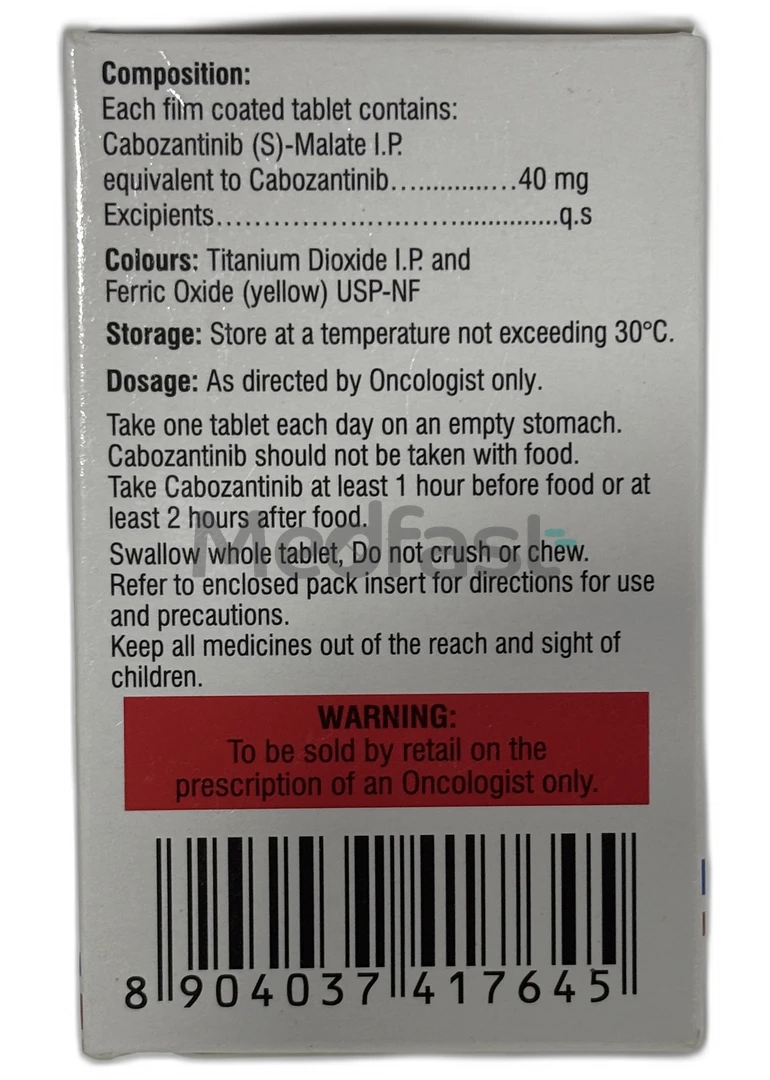 Composition:
Each film coated tablet contains:
Cabozantinib (S)-Malate I.P.
equivalent to Cabozantinib.................40 mg
Excipients............................................q.s
Colours: Titanium Dioxide I.P. and
Ferric Oxide (yellow) USP-NF
Storage: Store at a temperature not exceeding 30°C.
Dosage: As directed by Oncologist only.
Take one tablet each day on an empty stomach.
Cabozantinib should not be taken with food.
Take Cabozantinib at least 1 hour before food or at
least 2 hours after food.
Medfast
Swallow whole tablet, Do not crush or chew.
Refer to enclosed pack insert for directions for use
and precautions.
Keep all medicines out of the reach and sight of
children.
WARNING:
To be sold by retail on the
prescription of an Oncologist only.
8 904037 417645